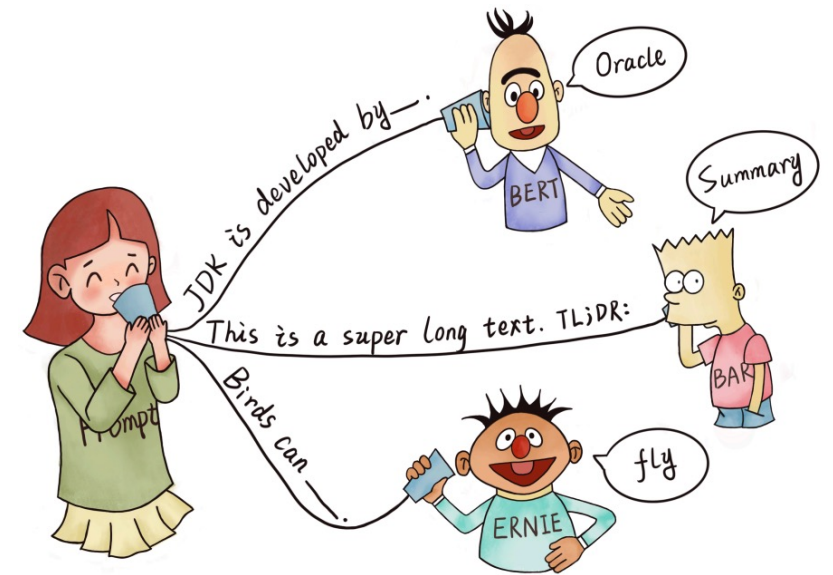 JDK is developed by—.
Oracle
BERT
Summary
This is a super long text. TL;DR:
BAR
Prompt
Birds can —.
fly
ERNIE